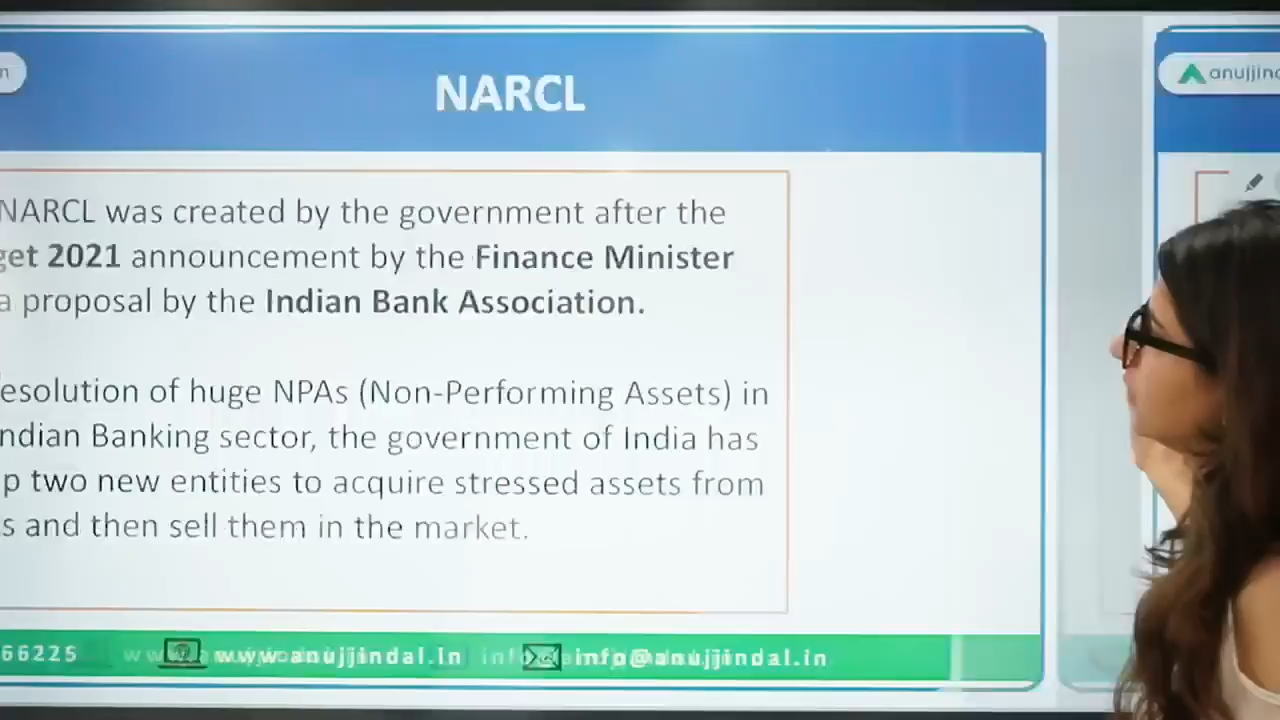 n
NARCL
anujjind
NARCL was created by the government after the
get 2021 announcement by the Finance Minister
a proposal by the Indian Bank Association.
esolution of huge NPAs (Non-Performing Assets) in
ndian Banking sector, the government of India has
p two new entities to acquire stressed assets from
s and then sell them in the market.
66225 www.anujjindal.in info@anujjindal.in